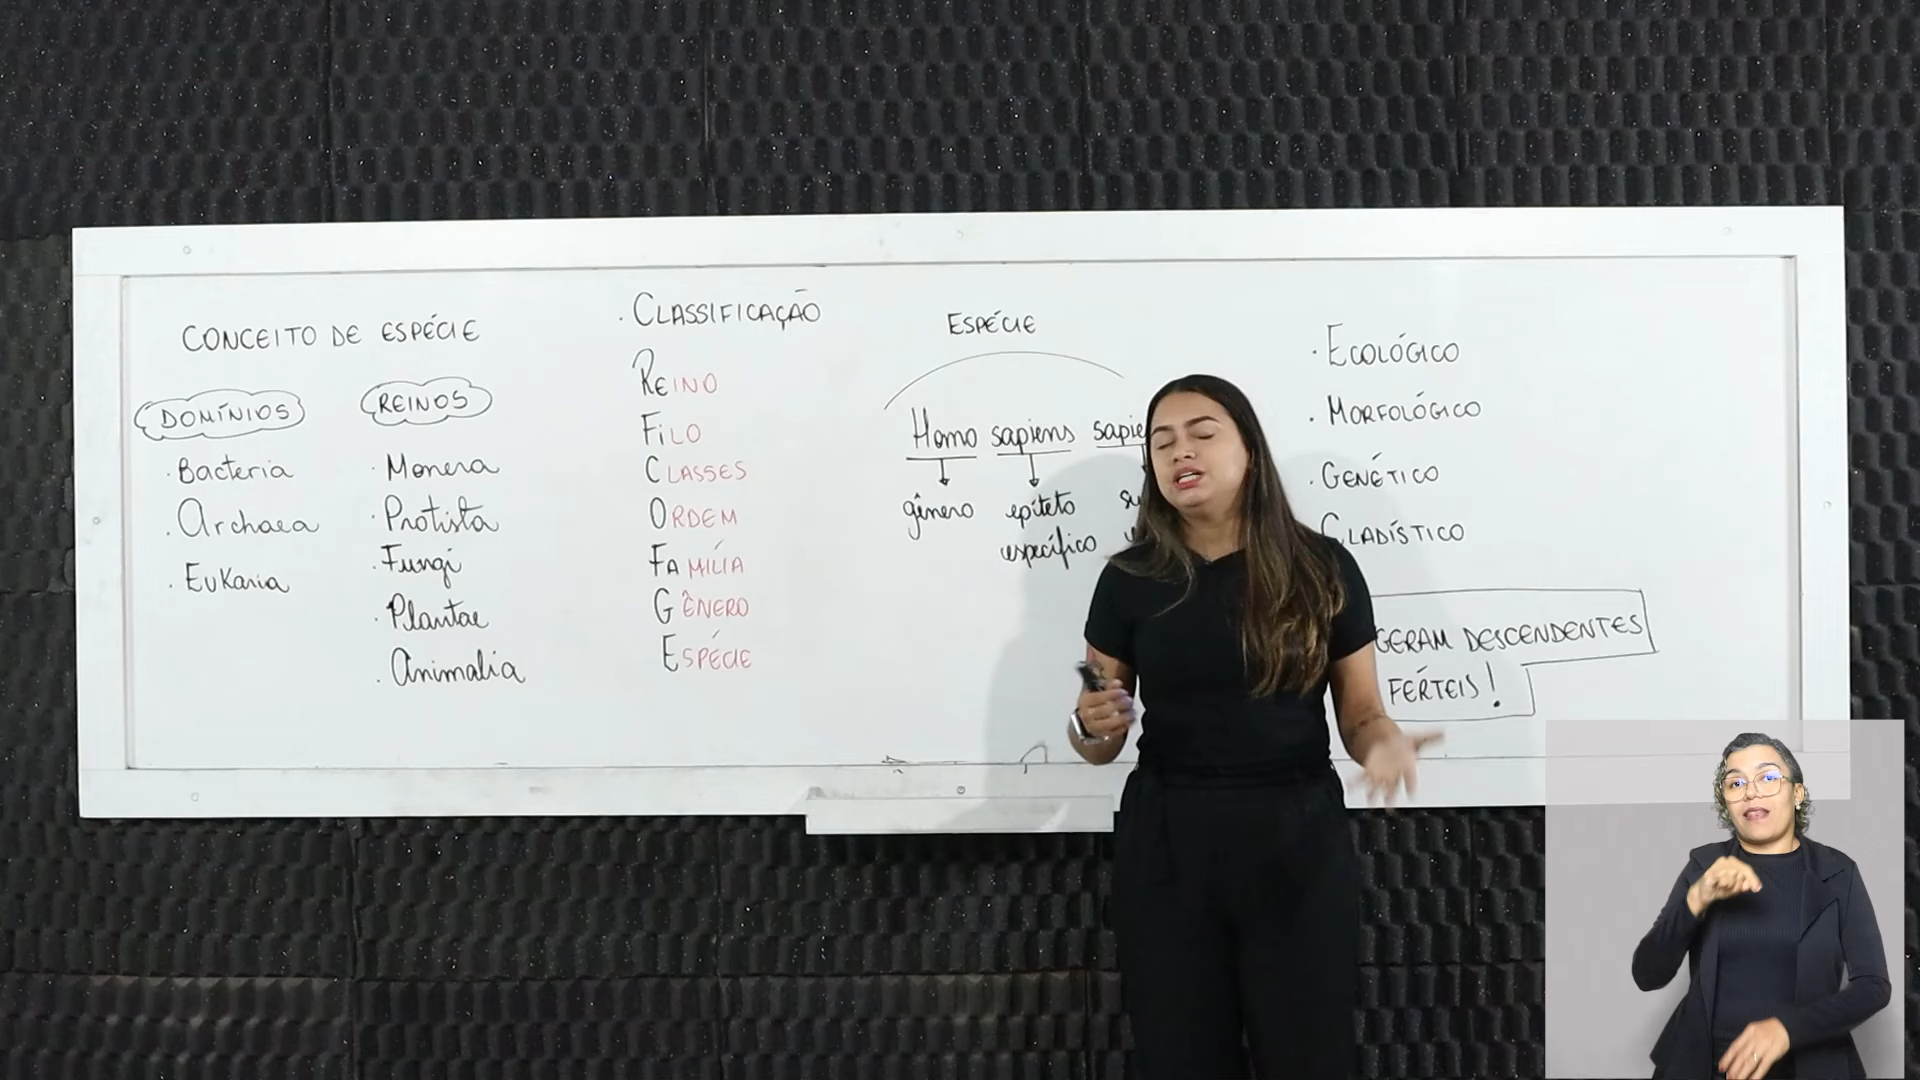 CONCEITO DE ESPÉCIE
DOMÍNIOS
· Bacteria
· Archaea
· Eukaria
REINOS
· Monera
· Protista
· Fungi
· Plantae
· Animalia
· CLASSIFICAÇÃO
REINO
FILO
CLASSES
ORDEM
FAMÍLIA
GÊNERO
ESPÉCIE
ESPÉCIE
Homo sapiens
gênero epíteto
específico
· ECOLÓGICO
· MORFOLÓGICO
· GENÉTICO
CLADÍSTICO
GERAM DESCENDENTES
FÉRTEIS!